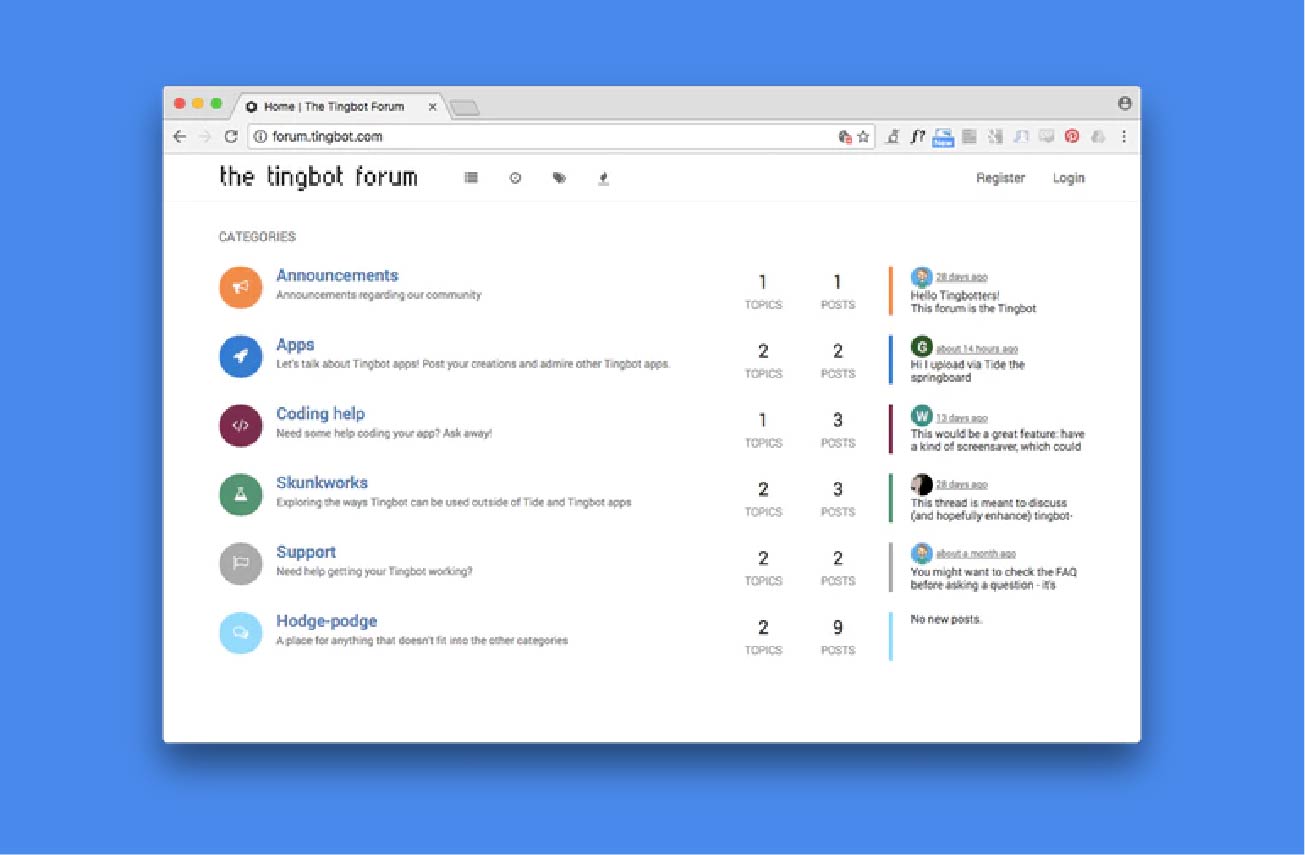 Home | The Tingbot Forum
forum.tingbot.com
f?
New
the tingbot forum
Register
Login
CATEGORIES
Announcements
Announcements regarding our community
1
TOPICS
1
POSTS
28 days ago
Hello Tingbotters!
This forum is the Tingbot
Apps
Let's talk about Tingbot apps! Post your creations and admire other Tingbot apps.
2
TOPICS
2
POSTS
G
about 14 hours ago
Hi I upload via Tide the
springboard
Coding help
Need some help coding your app? Ask away!
1
TOPICS
3
POSTS
W
13 days ago
This would be a great feature: have
a kind of screensaver, which could
Skunkworks
Exploring the ways Tingbot can be used outside of Tide and Tingbot apps
2
TOPICS
3
POSTS
28 days ago
This thread is meant to discuss
(and hopefully enhance) tingbot-
Support
Need help getting your Tingbot working?
2
TOPICS
2
POSTS
about a month ago
You might want to check the FAQ
before asking a question - it's
Hodge-podge
A place for anything that doesn't fit into the other categories
2
TOPICS
9
POSTS
No new posts.